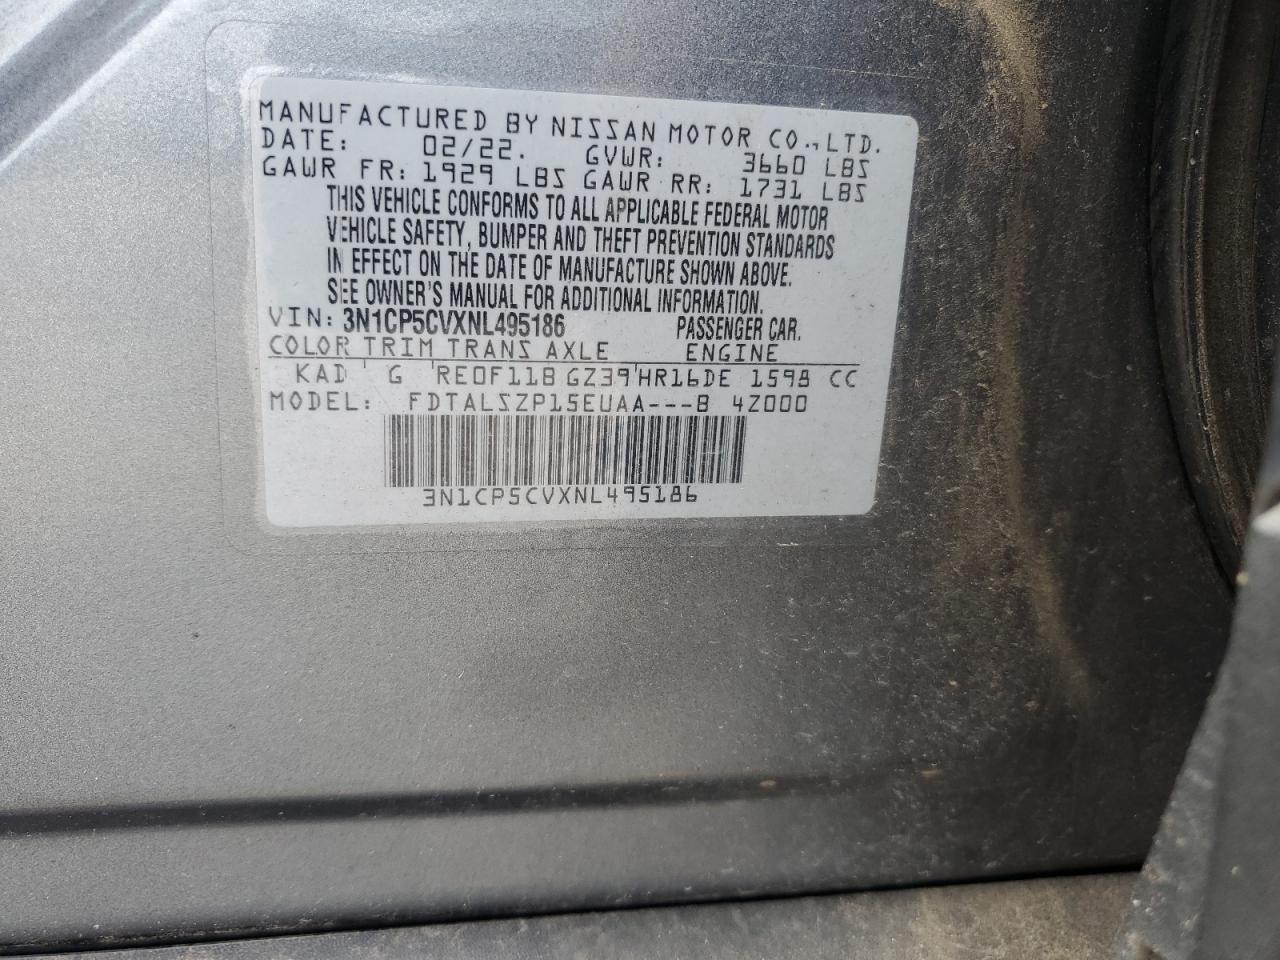 MANUFACTURED BY NISSAN MOTOR CO., LTD.
DATE: 02/22. GVWR: 3660 LBS
GAWR FR: 1929 LBS GAWR RR: 1731 LBS
THIS VEHICLE CONFORMS TO ALL APPLICABLE FEDERAL MOTOR
VEHICLE SAFETY, BUMPER AND THEFT PREVENTION STANDARDS
IN EFFECT ON THE DATE OF MANUFACTURE SHOWN ABOVE.
SEE OWNER'S MANUAL FOR ADDITIONAL INFORMATION.
VIN: 3N1CP5CVXNL495186 PASSENGER CAR.
COLOR TRIM TRANS AXLE ENGINE
KAD G RE0F11B GZ39 HR16DE 1598 CC
MODEL: FDTALSZP15EUAA---B 4Z000
3N1CP5CVXNL495186